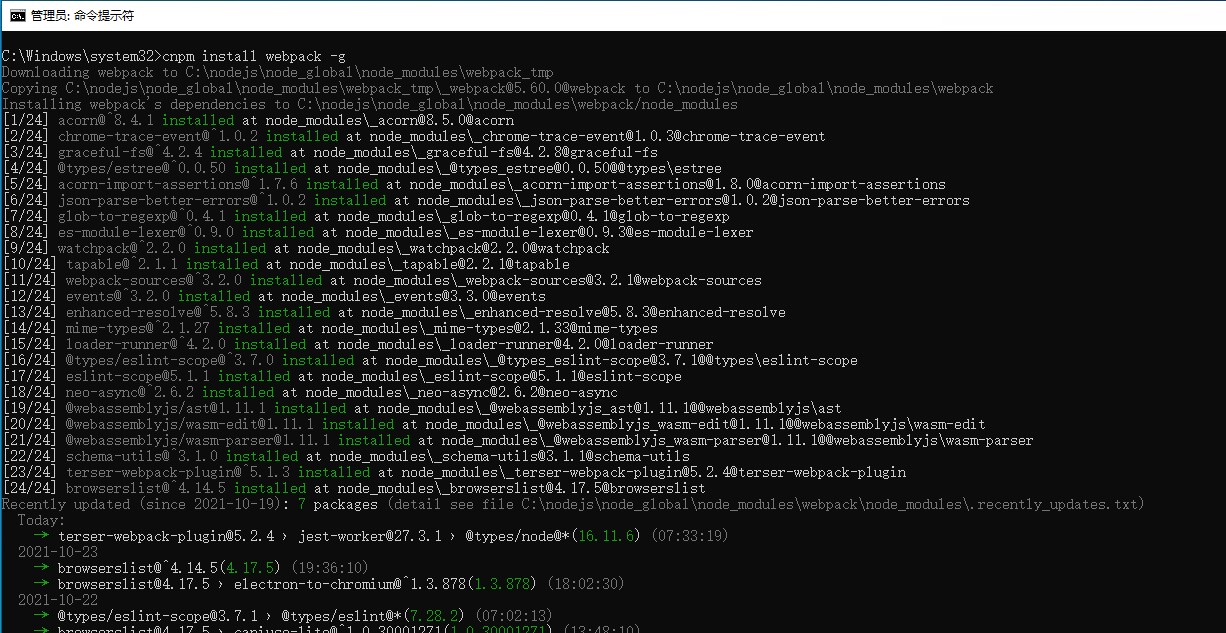 管理员: 命令提示符
C:\Windows\system32>cnpm install webpack -g
Downloading webpack to C:\nodejs\node_global\node_modules\webpack_tmp
Copying C:\nodejs\node_global\node_modules\webpack_tmp\_webpack@5.60.0@webpack to C:\nodejs\node_global\node_modules\webpack
Installing webpack's dependencies to C:\nodejs\node_global\node_modules\webpack/node_modules
[1/24] acorn@^8.4.1 installed at node_modules\_acorn@8.5.0@acorn
[2/24] chrome-trace-event@^1.0.2 installed at node_modules\_chrome-trace-event@1.0.3@chrome-trace-event
[3/24] graceful-fs@^4.2.4 installed at node_modules\_graceful-fs@4.2.8@graceful-fs
[4/24] @types/estree@^0.0.50 installed at node_modules\_@types_estree@0.0.50@@types\estree
[5/24] acorn-import-assertions@^1.7.6 installed at node_modules\_acorn-import-assertions@1.8.0@acorn-import-assertions
[6/24] json-parse-better-errors@^1.0.2 installed at node_modules\_json-parse-better-errors@1.0.2@json-parse-better-errors
[7/24] glob-to-regexp@^0.4.1 installed at node_modules\_glob-to-regexp@0.4.1@glob-to-regexp
[8/24] es-module-lexer@^0.9.0 installed at node_modules\_es-module-lexer@0.9.3@es-module-lexer
[9/24] watchpack@^2.2.0 installed at node_modules\_watchpack@2.2.0@watchpack
[10/24] tapable@^2.1.1 installed at node_modules\_tapable@2.2.1@tapable
[11/24] webpack-sources@^3.2.0 installed at node_modules\_webpack-sources@3.2.1@webpack-sources
[12/24] events@^3.2.0 installed at node_modules\_events@3.3.0@events
[13/24] enhanced-resolve@^5.8.3 installed at node_modules\_enhanced-resolve@5.8.3@enhanced-resolve
[14/24] mime-types@^2.1.27 installed at node_modules\_mime-types@2.1.33@mime-types
[15/24] loader-runner@^4.2.0 installed at node_modules\_loader-runner@4.2.0@loader-runner
[16/24] @types/eslint-scope@^3.7.0 installed at node_modules\_@types_eslint-scope@3.7.1@@types\eslint-scope
[17/24] eslint-scope@5.1.1 installed at node_modules\_eslint-scope@5.1.1@eslint-scope
[18/24] neo-async@^2.6.2 installed at node_modules\_neo-async@2.6.2@neo-async
[19/24] @webassemblyjs/ast@1.11.1 installed at node_modules\_@webassemblyjs_ast@1.11.1@@webassemblyjs\ast
[20/24] @webassemblyjs/wasm-edit@1.11.1 installed at node_modules\_@webassemblyjs_wasm-edit@1.11.1@@webassemblyjs\wasm-edit
[21/24] @webassemblyjs/wasm-parser@1.11.1 installed at node_modules\_@webassemblyjs_wasm-parser@1.11.1@@webassemblyjs\wasm-parser
[22/24] schema-utils@^3.1.0 installed at node_modules\_schema-utils@3.1.1@schema-utils
[23/24] terser-webpack-plugin@^5.1.3 installed at node_modules\_terser-webpack-plugin@5.2.4@terser-webpack-plugin
[24/24] browserslist@^4.14.5 installed at node_modules\_browserslist@4.17.5@browserslist
Recently updated (since 2021-10-19): 7 packages (detail see file C:\nodejs\node_global\node_modules\webpack\node_modules\.recently_updates.txt)
Today:
→ terser-webpack-plugin@5.2.4 › jest-worker@27.3.1 › @types/node@*(16.11.6) (07:33:19)
2021-10-23
→ browserslist@^4.14.5(4.17.5) (19:36:10)
→ browserslist@4.17.5 › electron-to-chromium@^1.3.878(1.3.878) (18:02:30)
2021-10-22
→ @types/eslint-scope@3.7.1 › @types/eslint@*(7.28.2) (07:02:13)
→ browserslist@4.17.5 › caniuse-lite@^1.0.30001271(1.0.30001271) (13:48:10)